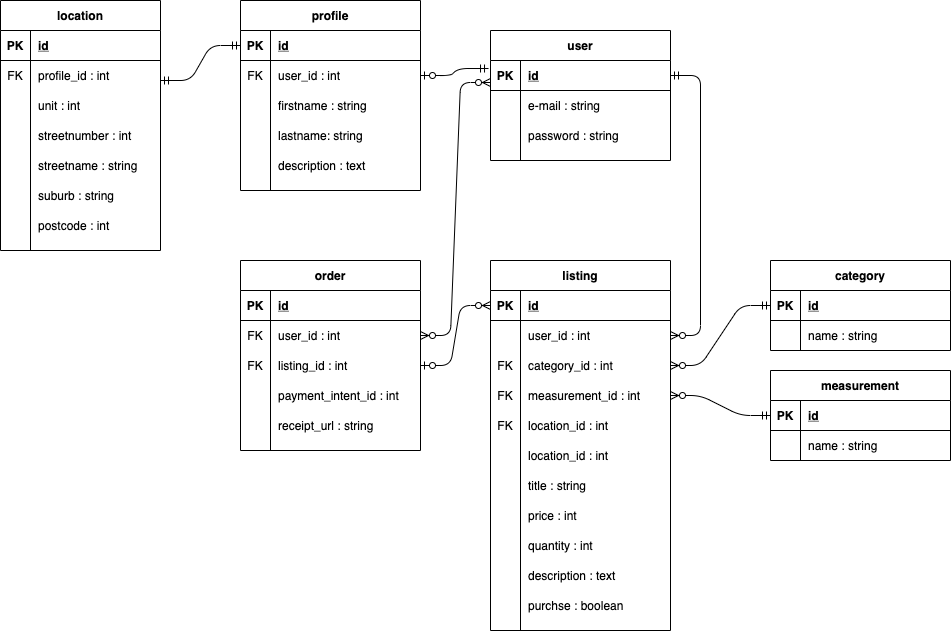 location
PK id
FK profile_id : int
unit : int
streetnumber : int
streetname : string
suburb : string
postcode : int
profile
PK id
FK user_id : int
firstname : string
lastname: string
description : text
user
PK id
e-mail : string
password : string
order
PK id
FK user_id : int
FK listing_id : int
payment_intent_id : int
receipt_url : string
listing
PK id
user_id : int
FK category_id : int
FK measurement_id : int
FK location_id : int
location_id : int
title : string
price : int
quantity : int
description : text
purchse : boolean
category
PK id
name : string
measurement
PK id
name : string